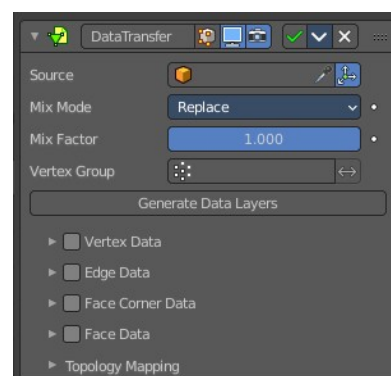 DataTransfer
Source
Mix Mode Replace
Mix Factor 1.000
Vertex Group
Generate Data Layers
Vertex Data
Edge Data
Face Corner Data
Face Data
Topology Mapping